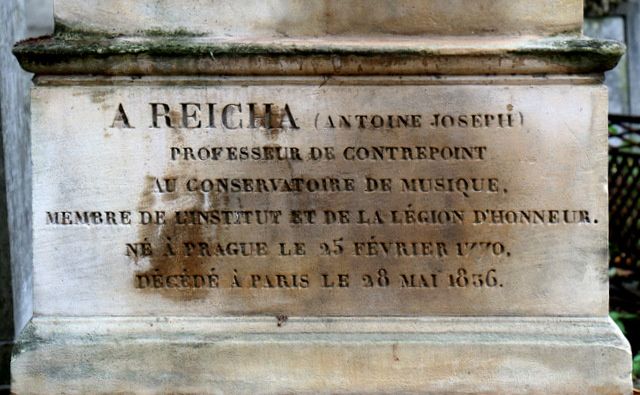 A REICHA (ANTOINE JOSEPH)
PROFESSEUR DE CONTREPOINT
AU CONSERVATOIRE DE MUSIQUE,
MEMBRE DE L'INSTITUT ET DE LA LÉGION D'HONNEUR.
NÉ À PRAGUE LE 25 FÉVRIER 1770,
DÉCÉDÉ À PARIS LE 28 MAI 1836.